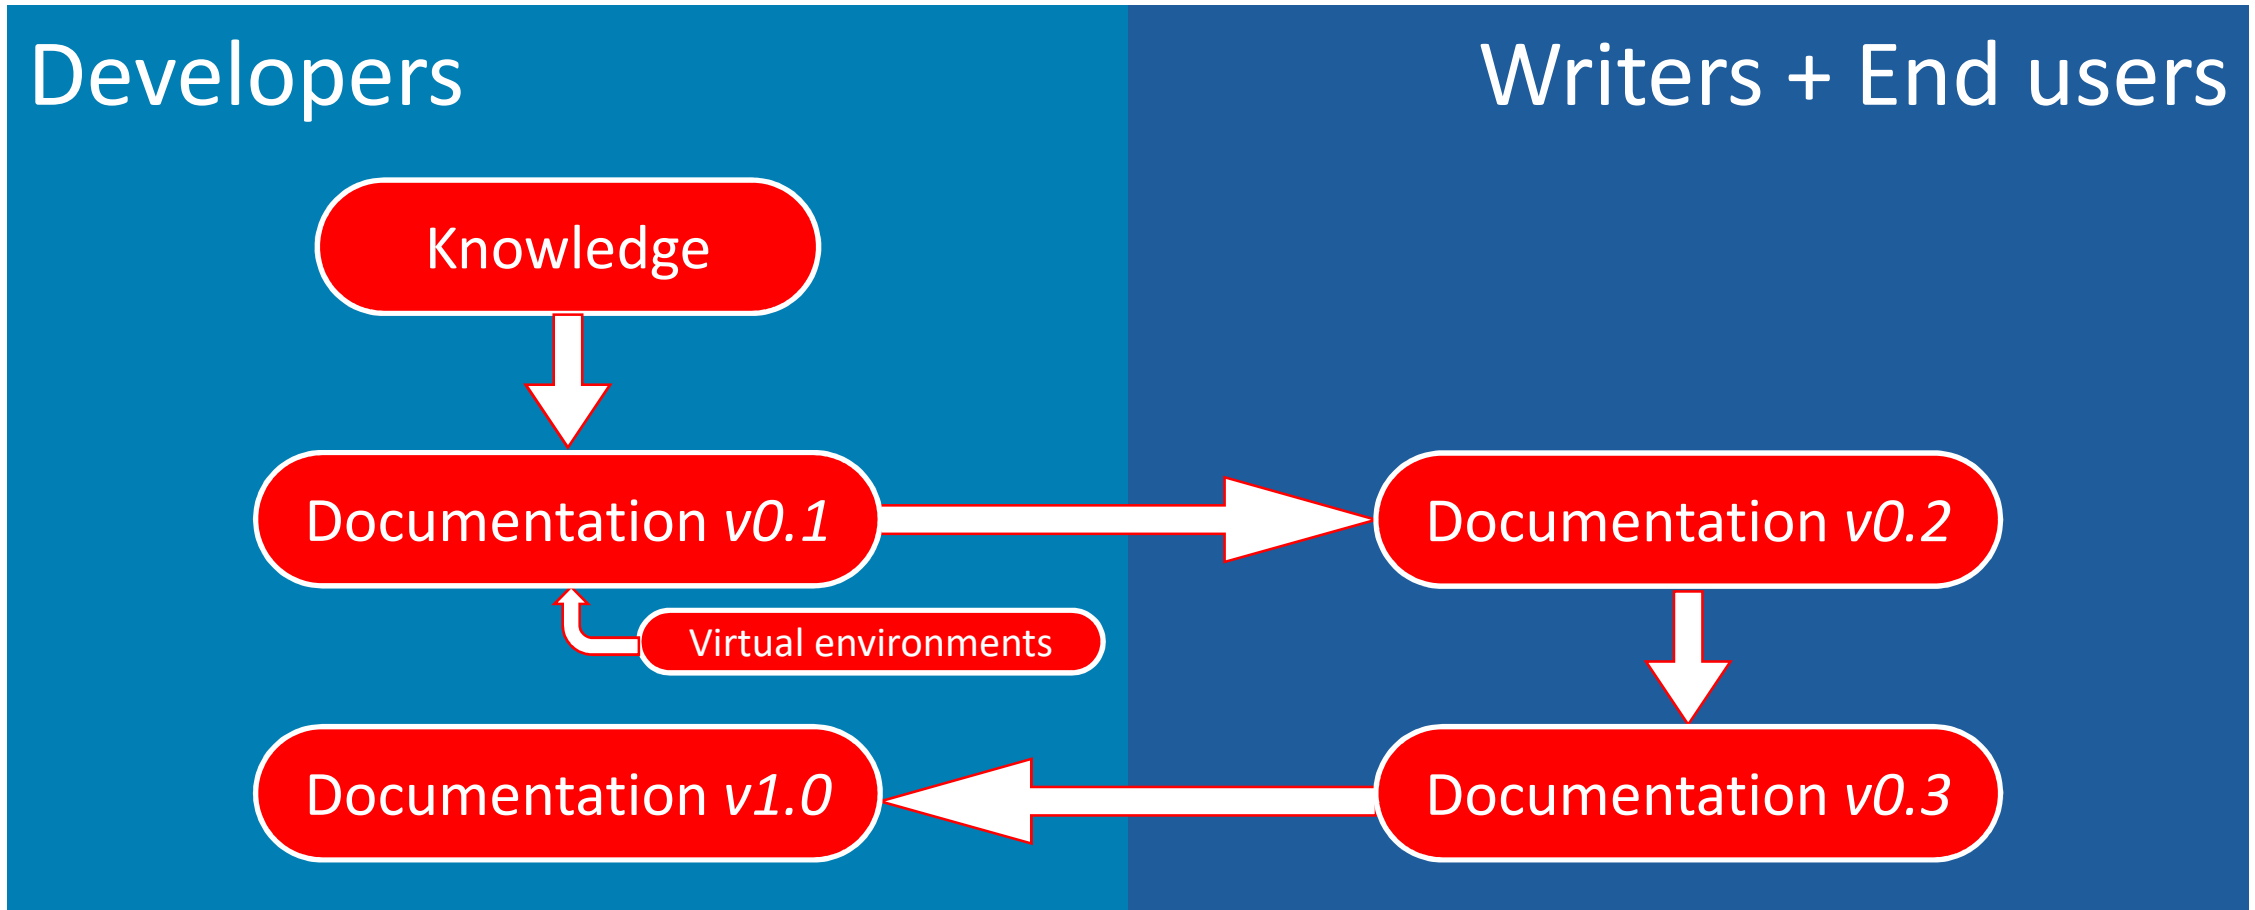 Developers
Writers + End users
Knowledge
Documentation v0.1
Documentation v0.2
Virtual environments
Documentation v1.0
Documentation v0.3